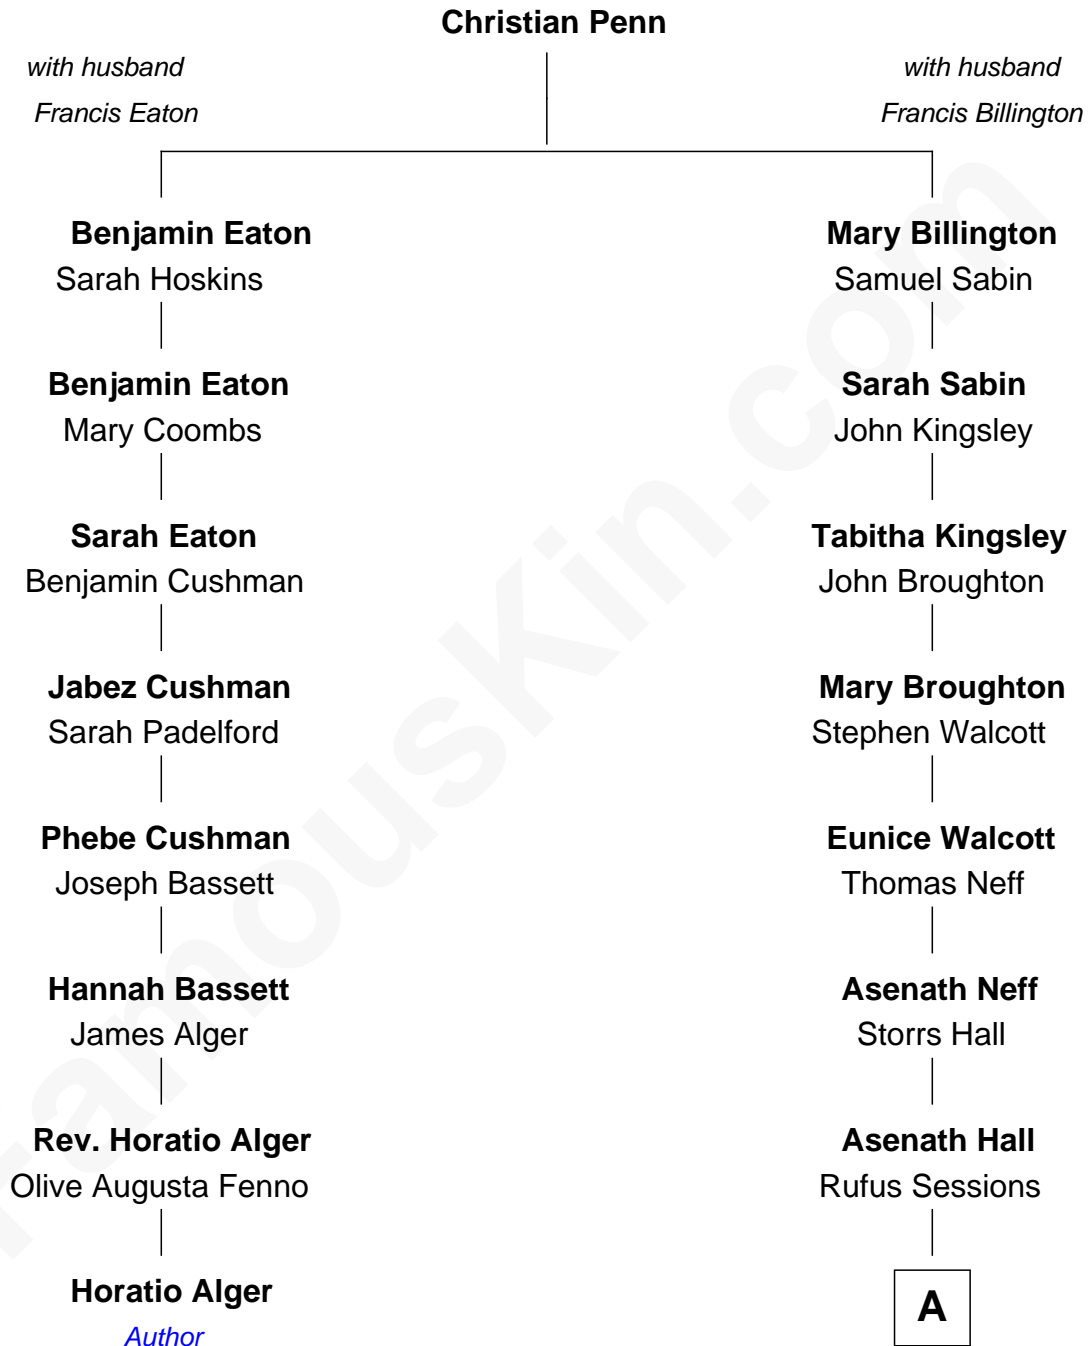 Christian Penn
with husband
Francis Eaton
with husband
Francis Billington
Benjamin Eaton
Sarah Hoskins
Benjamin Eaton
Mary Coombs
Sarah Eaton
Benjamin Cushman
Jabez Cushman
Sarah Padelford
Phebe Cushman
Joseph Bassett
Hannah Bassett
James Alger
Rev. Horatio Alger
Olive Augusta Fenno
Horatio Alger
Author
Mary Billington
Samuel Sabin
Sarah Sabin
John Kingsley
Tabitha Kingsley
John Broughton
Mary Broughton
Stephen Walcott
Eunice Walcott
Thomas Neff
Asenath Neff
Storrs Hall
Asenath Hall
Rufus Sessions
A
FamousKin.com